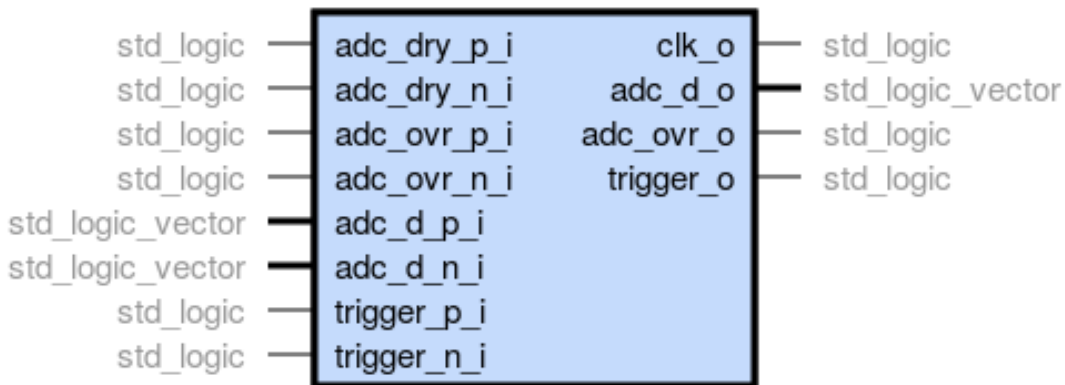 std_logic adc_dry_p_i clk_o std_logic
std_logic adc_dry_n_i adc_d_o std_logic_vector
std_logic adc_ovr_p_i adc_ovr_o std_logic
std_logic adc_ovr_n_i trigger_o std_logic
std_logic_vector adc_d_p_i
std_logic_vector adc_d_n_i
std_logic trigger_p_i
std_logic trigger_n_i